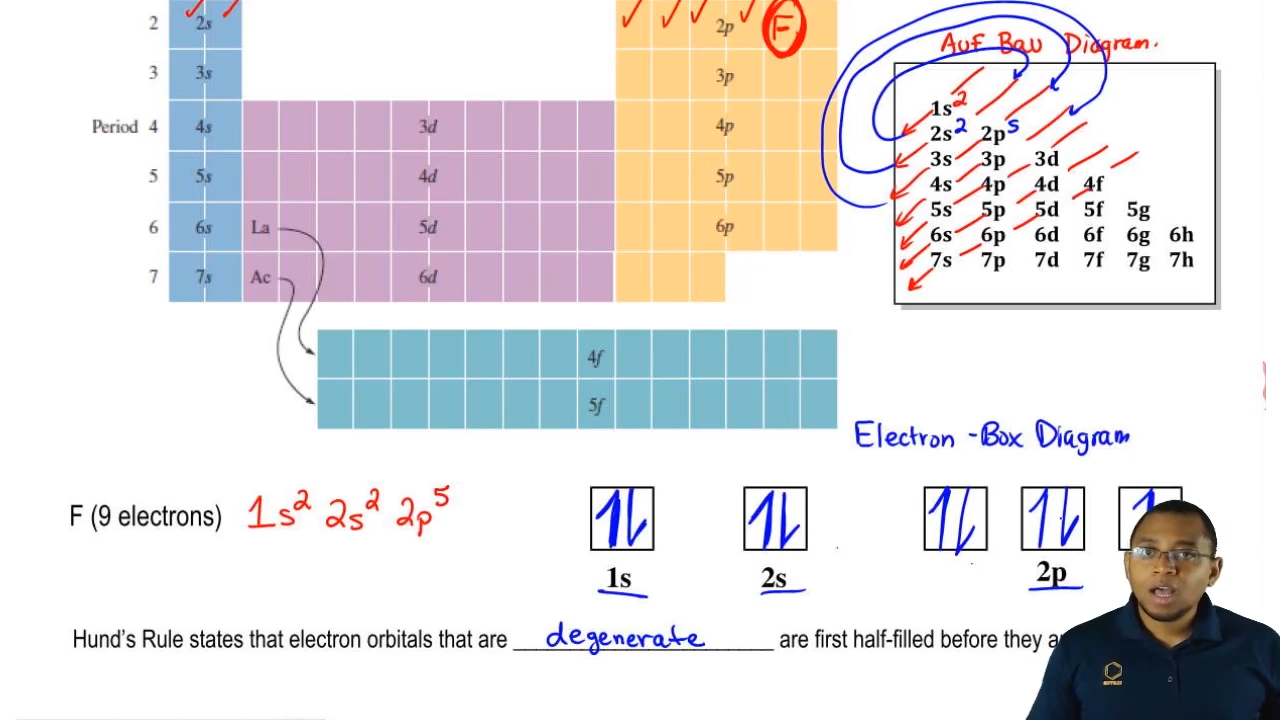 2 2s 2p F
3 3s 3p
Period 4 4s 3d 4p
5 5s 4d 5p
6 6s La 5d 6p
7 7s Ac 6d
4f
5f
Auf Bau Diagram.
1s2
2s2 2p5
3s 3p 3d
4s 4p 4d 4f
5s 5p 5d 5f 5g
6s 6p 6d 6f 6g 6h
7s 7p 7d 7f 7g 7h
Electron-Box Diagram
F (9 electrons) 1s2 2s2 2p5
1s 2s 2p
Hund's Rule states that electron orbitals that are degenerate are first half-filled before they